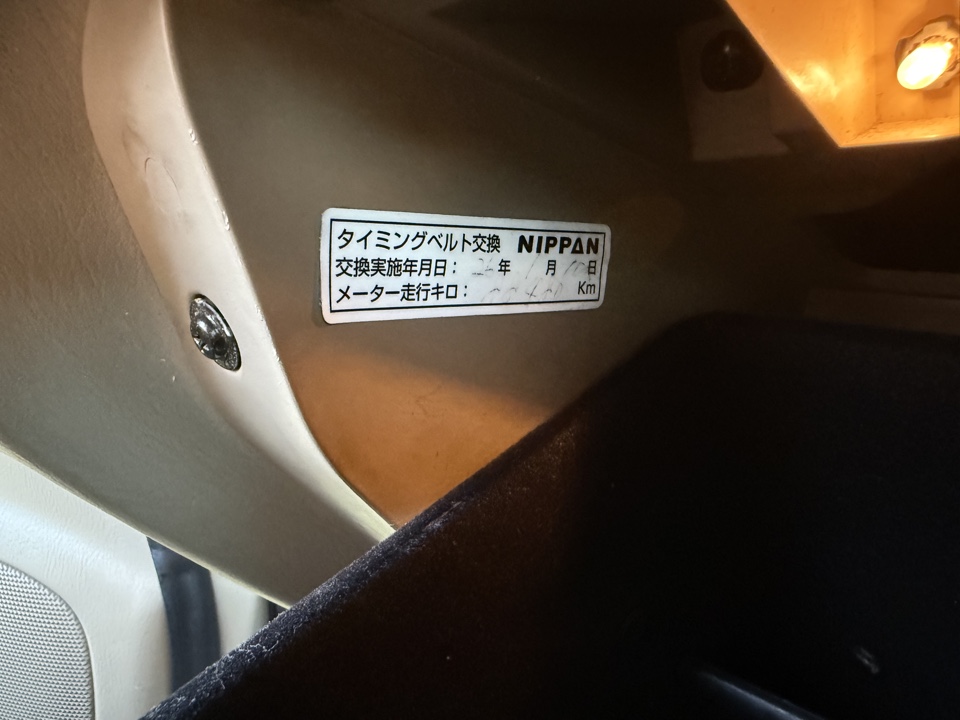 タイミングベルト交換 NIPPAN
交換実施年月日： 年 月 日
メーター走行キロ： Km